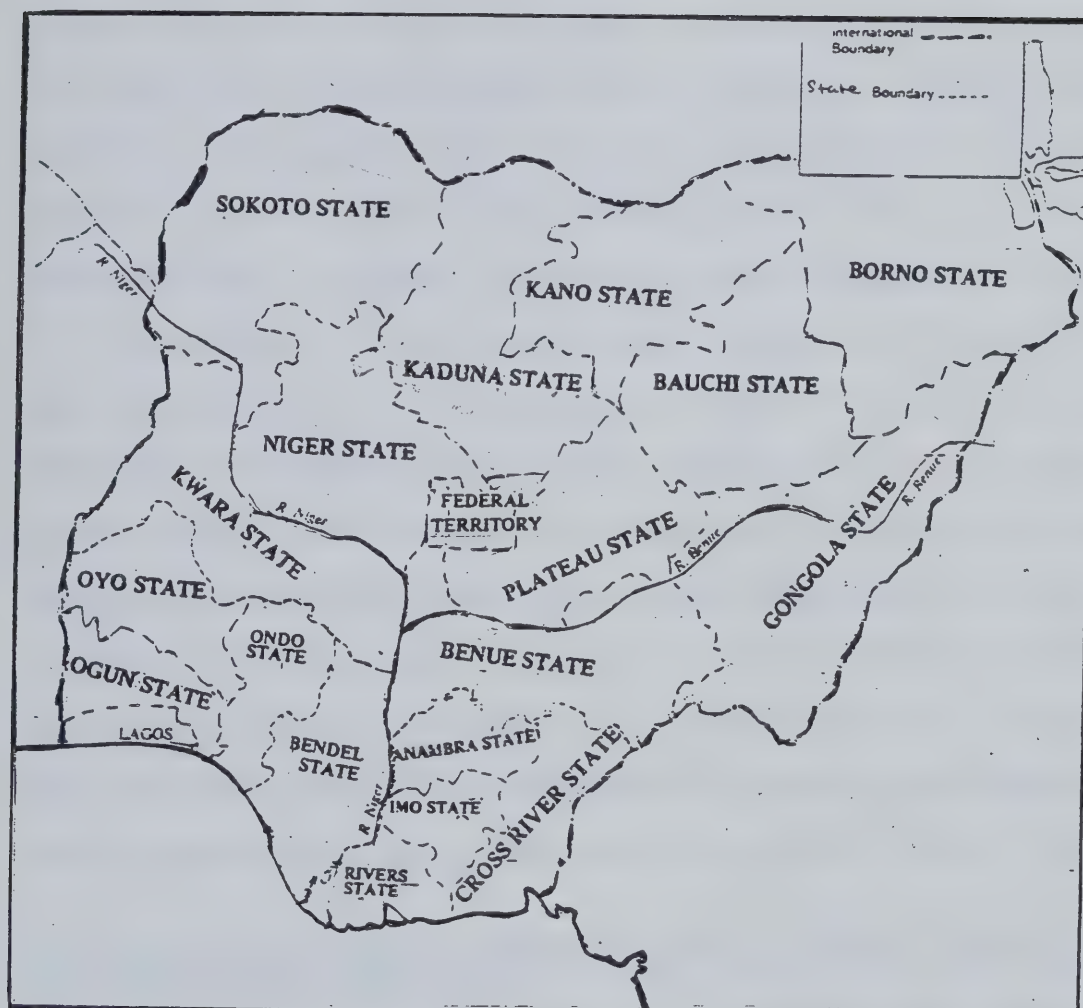 international
Boundary
State Boundary
SOKOTO STATE
R. Niger
KANO STATE
BORNO STATE
KADUNA STATE
BAUCHI STATE
NIGER STATE
KWARA STATE
R. Niger
FEDERAL
TERRITORY
PLATEAU STATE
R. Benue
GONGOLA STATE
R. Benue
OYO STATE
ONDO
STATE
BENUE STATE
OGUN STATE
LAGOS
BENDEL
STATE
ANAMBRA STATE
R. Niger
IMO STATE
CROSS RIVER STATE
RIVERS
STATE